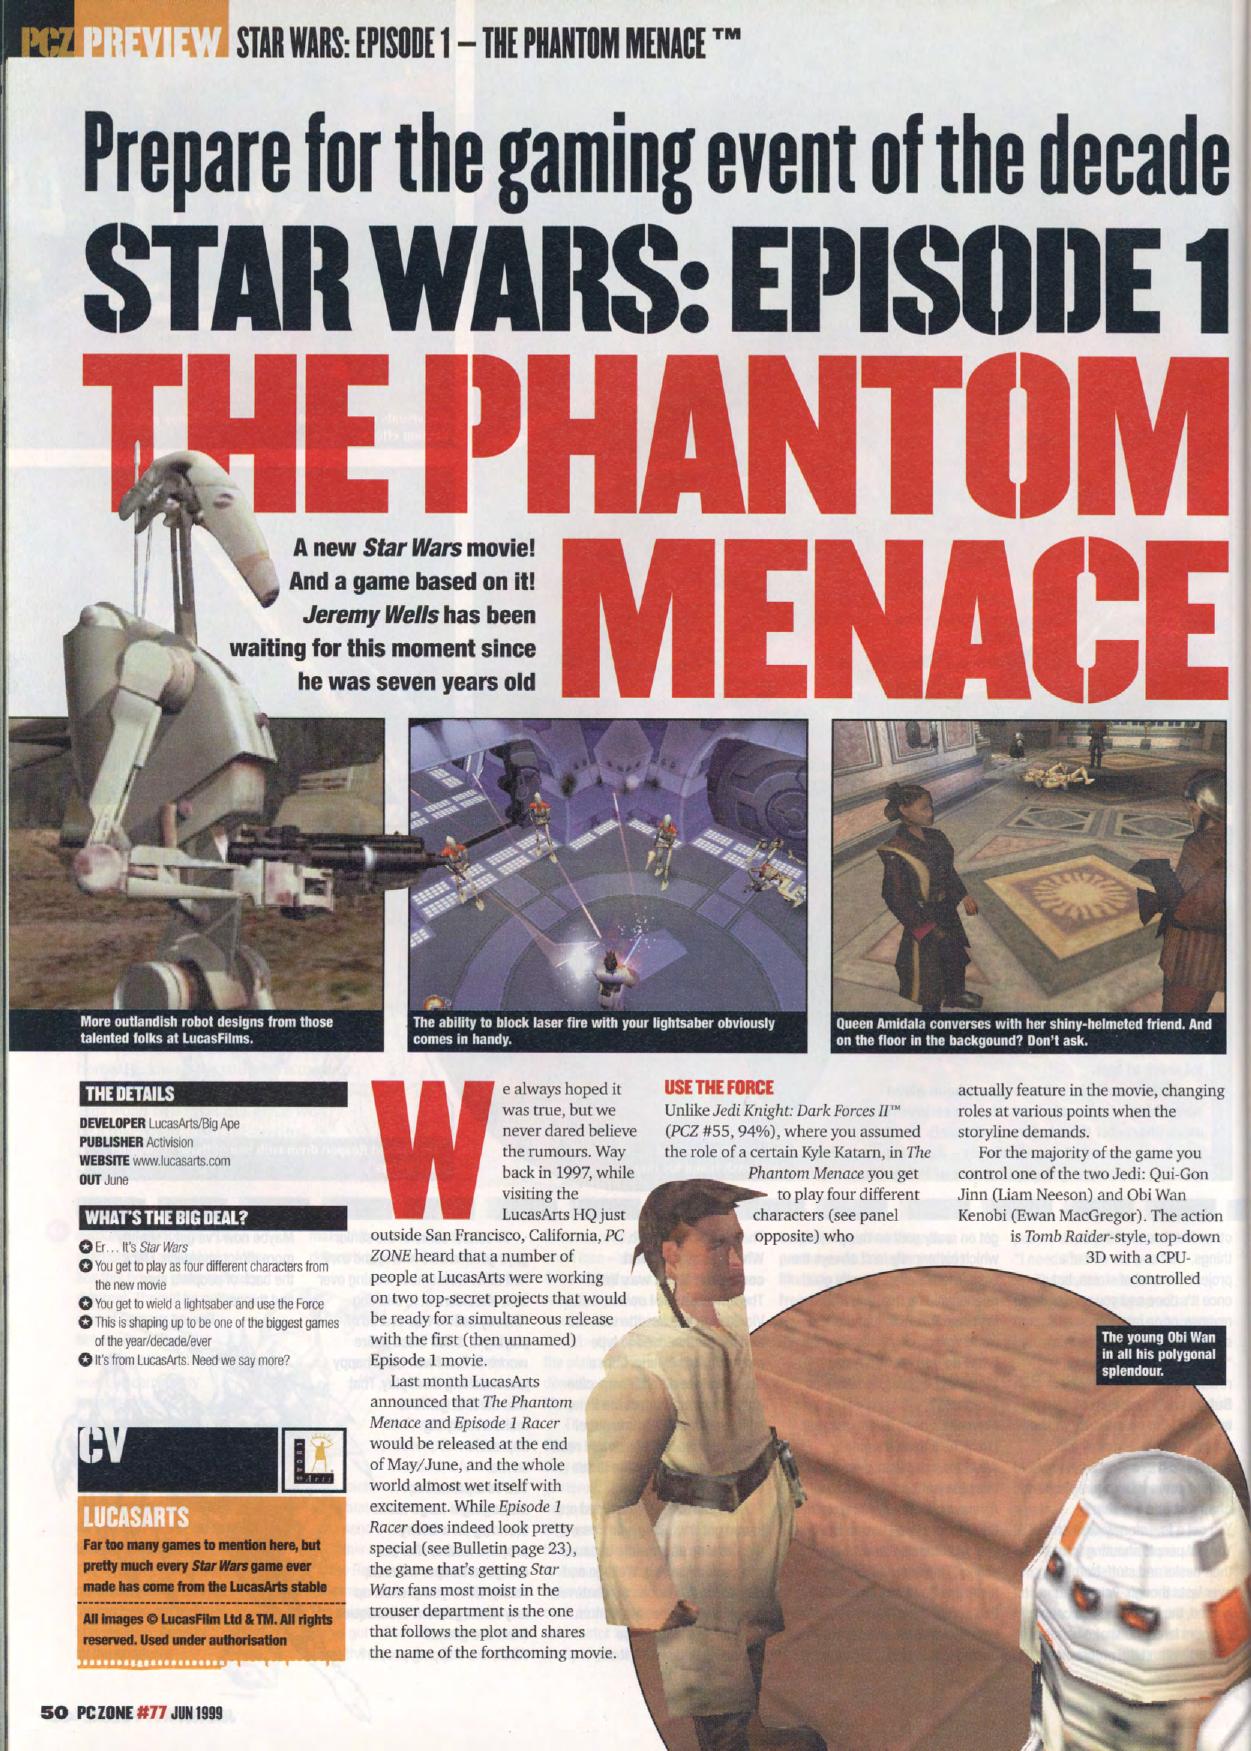 PCZ PREVIEW STAR WARS: EPISODE 1 – THE PHANTOM MENACE ™
Prepare for the gaming event of the decade
STAR WARS: EPISODE 1
THE PHANTOM
MENACE
A new Star Wars movie!
And a game based on it!
Jeremy Wells has been
waiting for this moment since
he was seven years old
More outlandish robot designs from those
talented folks at LucasFilms.
The ability to block laser fire with your lightsaber obviously
comes in handy.
Queen Amidala converses with her shiny-helmeted friend. And
on the floor in the backgound? Don't ask.
THE DETAILS
DEVELOPER LucasArts/Big Ape
PUBLISHER Activision
WEBSITE www.lucasarts.com
OUT June
WHAT'S THE BIG DEAL?
Er... It's Star Wars
You get to play as four different characters from
the new movie
You get to wield a lightsaber and use the Force
This is shaping up to be one of the biggest games
of the year/decade/ever
It's from LucasArts. Need we say more?
CV
LUCAS
Arts
LUCASARTS
Far too many games to mention here, but
pretty much every Star Wars game ever
made has come from the LucasArts stable
All images © LucasFilm Ltd & TM. All rights
reserved. Used under authorisation
We always hoped it
was true, but we
never dared believe
the rumours. Way
back in 1997, while
visiting the
LucasArts HQ just
outside San Francisco, California, PC
ZONE heard that a number of
people at LucasArts were working
on two top-secret projects that would
be ready for a simultaneous release
with the first (then unnamed)
Episode 1 movie.
Last month LucasArts
announced that The Phantom
Menace and Episode 1 Racer
would be released at the end
of May/June, and the whole
world almost wet itself with
excitement. While Episode 1
Racer does indeed look pretty
special (see Bulletin page 23),
the game that's getting Star
Wars fans most moist in the
trouser department is the one
that follows the plot and shares
the name of the forthcoming movie.
USE THE FORCE
Unlike Jedi Knight: Dark Forces II™
(PCZ #55, 94%), where you assumed
the role of a certain Kyle Katarn, in The
Phantom Menace you get
to play four different
characters (see panel
opposite) who
actually feature in the movie, changing
roles at various points when the
storyline demands.
For the majority of the game you
control one of the two Jedi: Qui-Gon
Jinn (Liam Neeson) and Obi Wan
Kenobi (Ewan MacGregor). The action
is Tomb Raider-style, top-down
3D with a CPU-
controlled
The young Obi Wan
in all his polygonal
splendour.
50 PC ZONE #77 JUN 1999